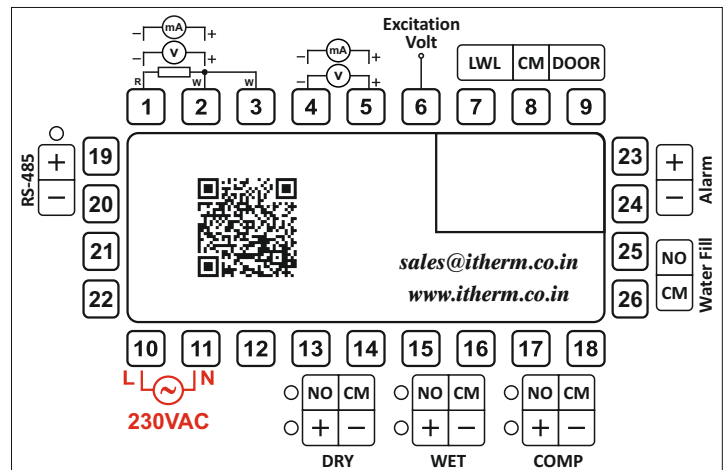 mA
Excitation
Volt
− +
V
− +
mA
− +
V
− +
LWL CM DOOR
R W W
1 2 3 4 5 6 7 8 9
RS-485
+
−
19
20
21
22
sales@itherm.co.in
www.itherm.co.in
23
24
25
26
+
−
Alarm
NO
CM
Water Fill
10 11 12 13 14 15 16 17 18
L N
230VAC
NO CM NO CM NO CM
+ − + − + −
DRY WET COMP